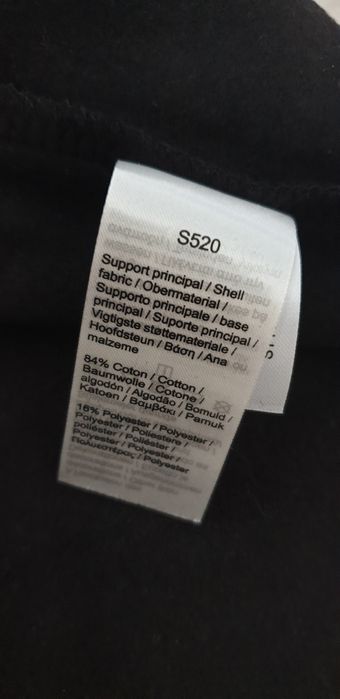 S520
Support principal / Shell
fabric / Obermaterial /
Supporto principale / base
principal / Suporte principal /
Vigtigste støttemateriale /
Hoofdsteun / Βάση / Ana
malzeme
84% Coton / Cotton /
Baumwolle / Cotone /
algodón / Algodão / Bomuld /
Katoen / Βαμβάκι / Pamuk
16% Polyester / Polyester /
Polyester / Poliestere /
poliéster / Poliéster /
Polyester / Polyester /
Πολυεστέρας / Polyester